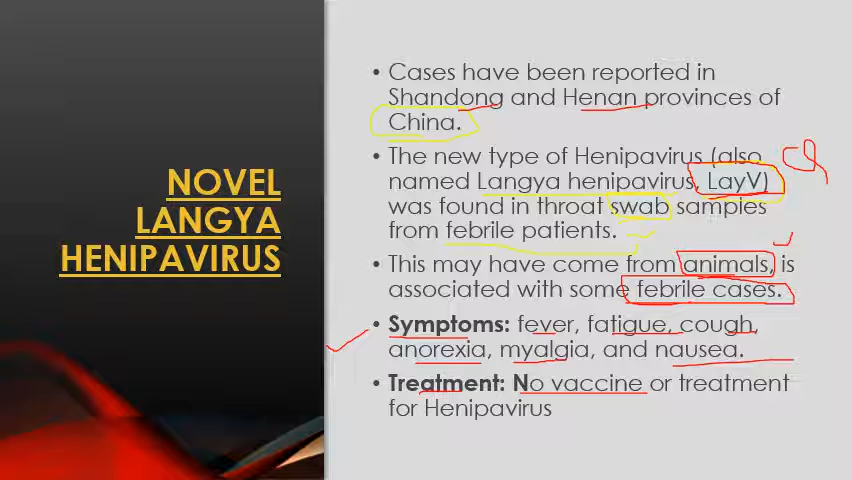 NOVEL
LANGYA
HENIPAVIRUS
• Cases have been reported in
Shandong and Henan provinces of
China.
• The new type of Henipavirus (also
named Langya henipavirus, LayV)
was found in throat swab samples
from febrile patients.
• This may have come from animals, is
associated with some febrile cases.
• Symptoms: fever, fatigue, cough,
anorexia, myalgia, and nausea.
• Treatment: No vaccine or treatment
for Henipavirus